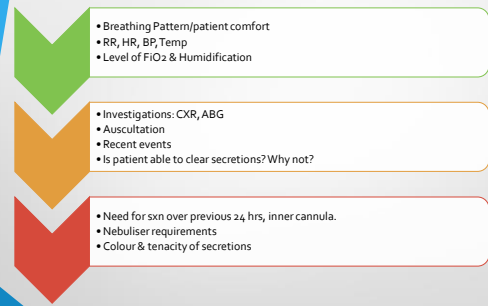 • Breathing Pattern/patient comfort
• RR, HR, BP, Temp
• Level of FiO2 & Humidification
• Investigations: CXR, ABG
• Auscultation
• Recent events
• Is patient able to clear secretions? Why not?
• Need for sxn over previous 24 hrs, inner cannula.
• Nebuliser requirements
• Colour & tenacity of secretions